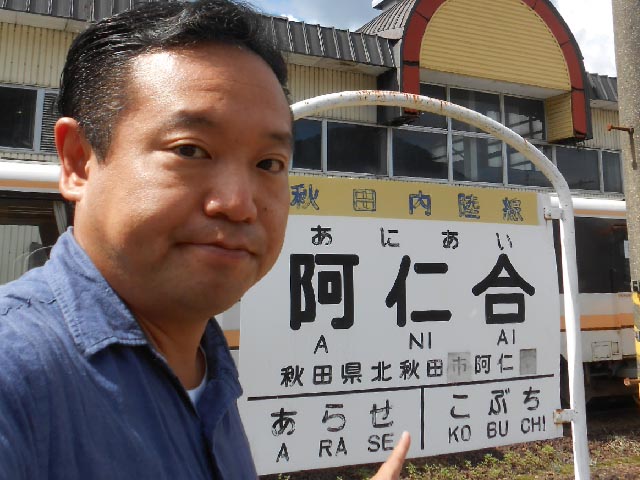 秋田内陸線
あにあい
阿仁合
A NI AI
秋田県北秋田市阿仁
あらせ こぶち
A RA SE KO BU CHI